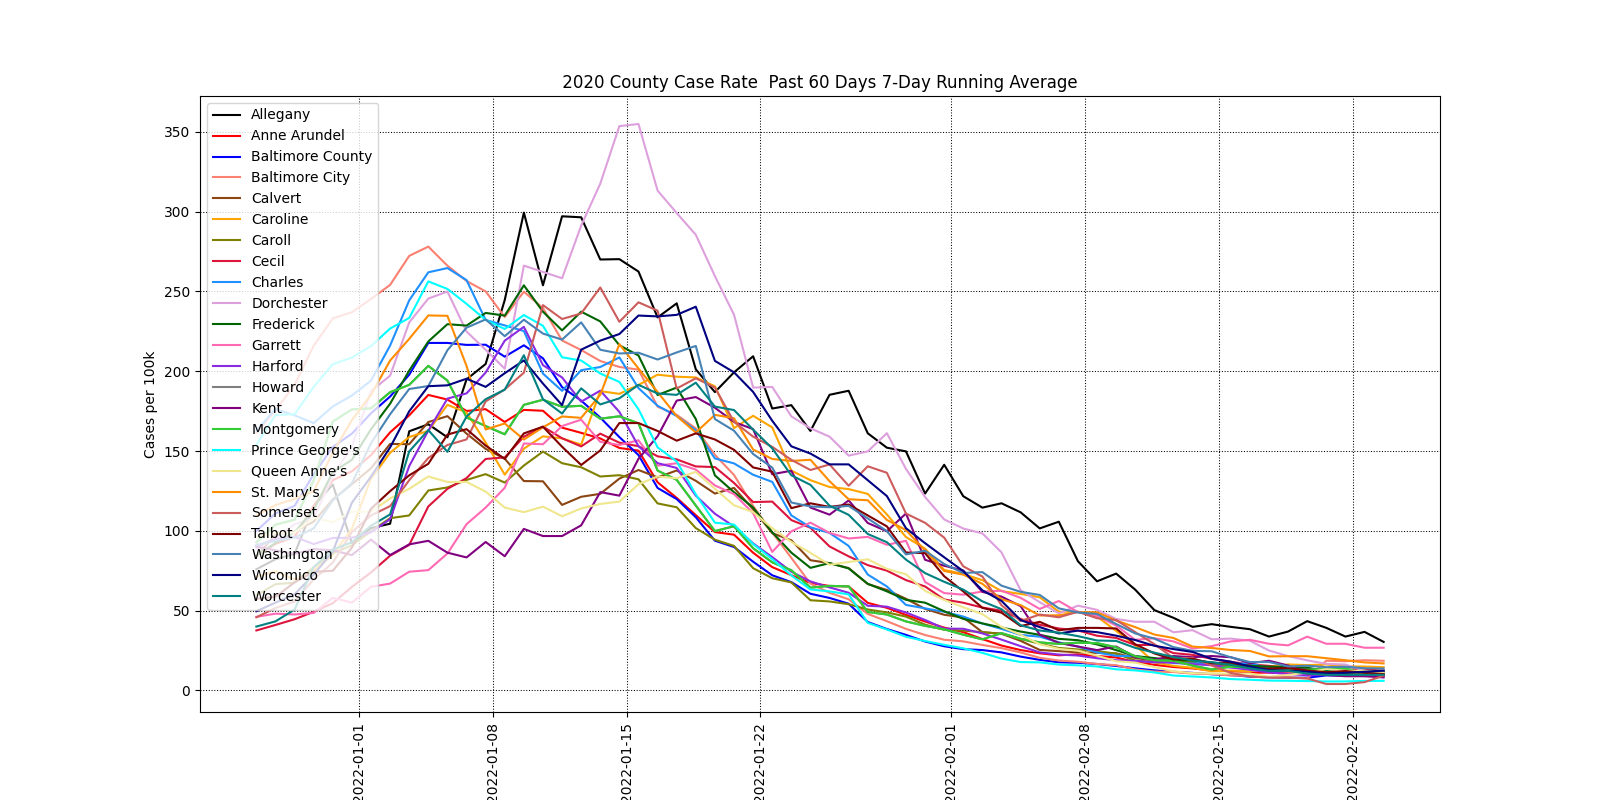 2020 County Case Rate  Past 60 Days 7-Day Running Average
Cases per 100k
350
300
250
200
150
100
50
0
Allegany
Anne Arundel
Baltimore County
Baltimore City
Calvert
Caroline
Caroll
Cecil
Charles
Dorchester
Frederick
Garrett
Harford
Howard
Kent
Montgomery
Prince George's
Queen Anne's
St. Mary's
Somerset
Talbot
Washington
Wicomico
Worcester
2022-01-01
2022-01-08
2022-01-15
2022-01-22
2022-02-01
2022-02-08
2022-02-15
2022-02-22